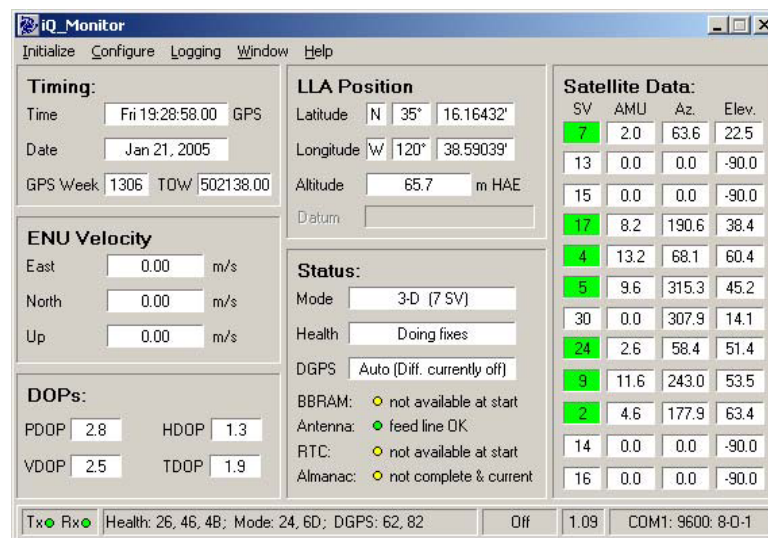 iQ_Monitor
Initialize Configure Logging Window Help
Timing:
Time Fri 19:28:58.00 GPS
Date Jan 21, 2005
GPS Week 1306 TOW 502138.00
ENU Velocity
East 0.00 m/s
North 0.00 m/s
Up 0.00 m/s
DOPs:
PDOP 2.8 HDOP 1.3
VDOP 2.5 TDOP 1.9
LLA Position
Latitude N 35° 16.16432'
Longitude W 120° 38.59039'
Altitude 65.7 m HAE
Datum
Status:
Mode 3-D (7 SV)
Health Doing fixes
DGPS Auto (Diff. currently off)
BBRAM: not available at start
Antenna: feed line OK
RTC: not available at start
Almanac: not complete & current
Satellite Data:
SV AMU Az. Elev.
7 2.0 63.6 22.5
13 0.0 0.0 -90.0
15 0.0 0.0 -90.0
17 8.2 190.6 38.4
4 13.2 68.1 60.4
5 9.6 315.3 45.2
30 0.0 307.9 14.1
24 2.6 58.4 51.4
9 11.6 243.0 53.5
2 4.6 177.9 63.4
14 0.0 0.0 -90.0
16 0.0 0.0 -90.0
Tx Rx Health: 26, 46, 4B; Mode: 24, 6D; DGPS: 62, 82 Off 1.09 COM1: 9600: 8-O-1